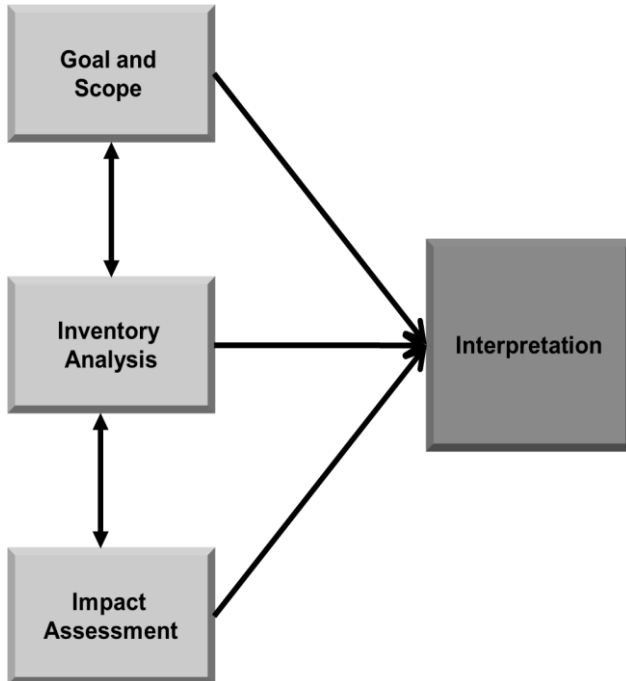 Goal and
Scope
Inventory
Analysis
Interpretation
Impact
Assessment